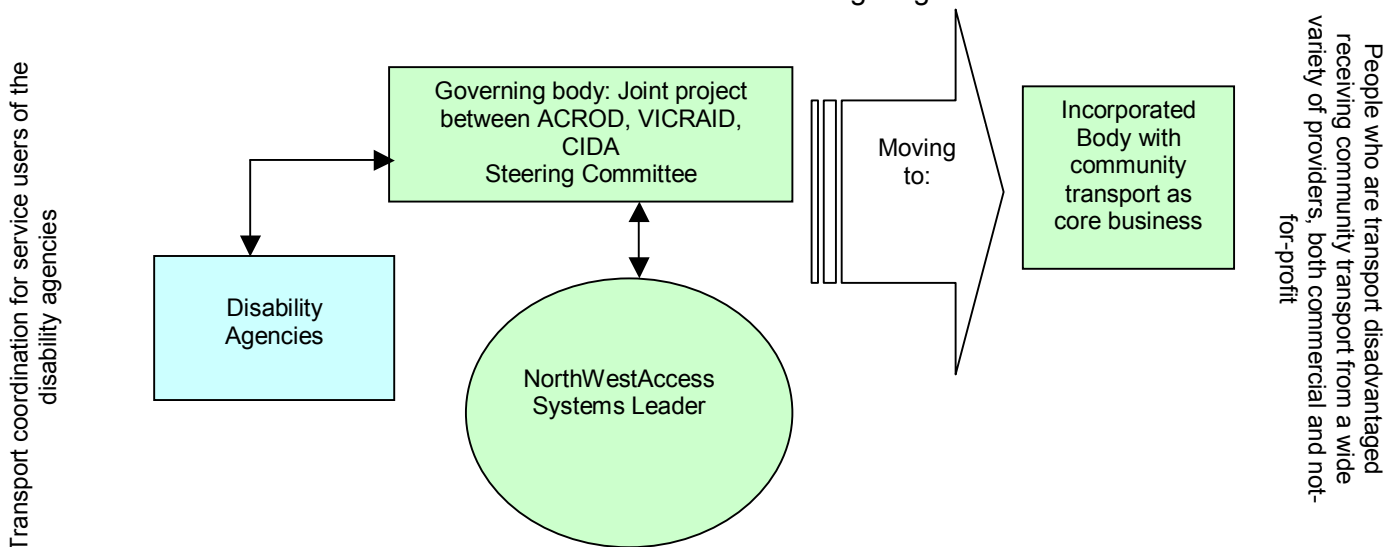 Transport coordination for service users of the
disability agencies
Governing body: Joint project
between ACROD, VICRAID,
CIDA
Steering Committee
Disability
Agencies
NorthWestAccess
Systems Leader
Moving
to:
Incorporated
Body with
community
transport as
core business
People who are transport disadvantaged
receiving community transport from a wide
variety of providers, both commercial and not-
for-profit